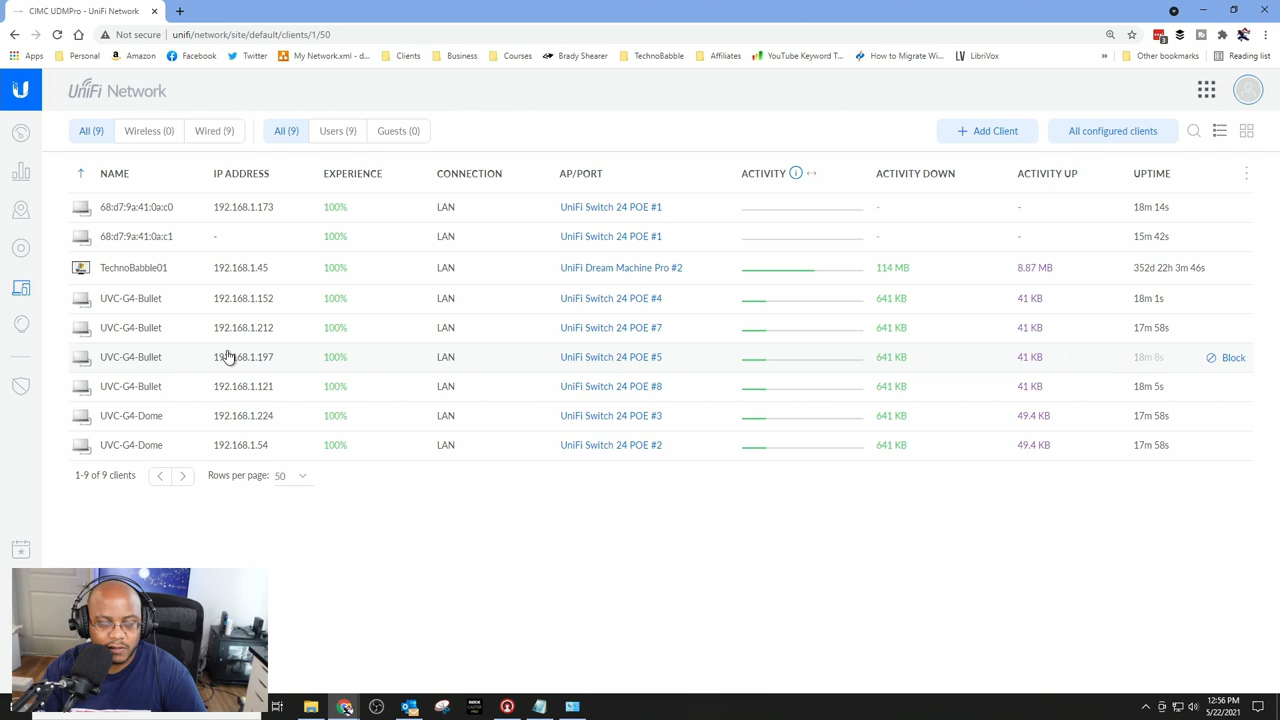 CIMC UDMPro - UniFi Network
Not secure | unifi/network/site/default/clients/1/50
Apps Personal Amazon Facebook Twitter My Network.xml - d... Clients Business Courses Brady Shearer TechnoBabble Affiliates YouTube Keyword T... How to Migrate Wi... LV LibriVox » Other bookmarks Reading list
UniFi Network
All (9) Wireless (0) Wired (9) All (9) Users (9) Guests (0) + Add Client All configured clients
NAME IP ADDRESS EXPERIENCE CONNECTION AP/PORT ACTIVITY ACTIVITY DOWN ACTIVITY UP UPTIME
68:d7:9a:41:0a:c0 192.168.1.173 100% LAN UniFi Switch 24 POE #1 - - 18m 14s
68:d7:9a:41:0a:c1 - 100% LAN UniFi Switch 24 POE #1 - - 15m 42s
TechnoBabble01 192.168.1.45 100% LAN UniFi Dream Machine Pro #2 114 MB 8.87 MB 352d 22h 3m 46s
UVC-G4-Bullet 192.168.1.152 100% LAN UniFi Switch 24 POE #4 641 KB 41 KB 18m 1s
UVC-G4-Bullet 192.168.1.212 100% LAN UniFi Switch 24 POE #7 641 KB 41 KB 17m 58s
UVC-G4-Bullet 192.168.1.197 100% LAN UniFi Switch 24 POE #5 641 KB 41 KB 18m 8s Block
UVC-G4-Bullet 192.168.1.121 100% LAN UniFi Switch 24 POE #8 641 KB 41 KB 18m 5s
UVC-G4-Dome 192.168.1.224 100% LAN UniFi Switch 24 POE #3 641 KB 49.4 KB 17m 58s
UVC-G4-Dome 192.168.1.54 100% LAN UniFi Switch 24 POE #2 641 KB 49.4 KB 17m 58s
1-9 of 9 clients Rows per page: 50
12:56 PM
5/22/2021